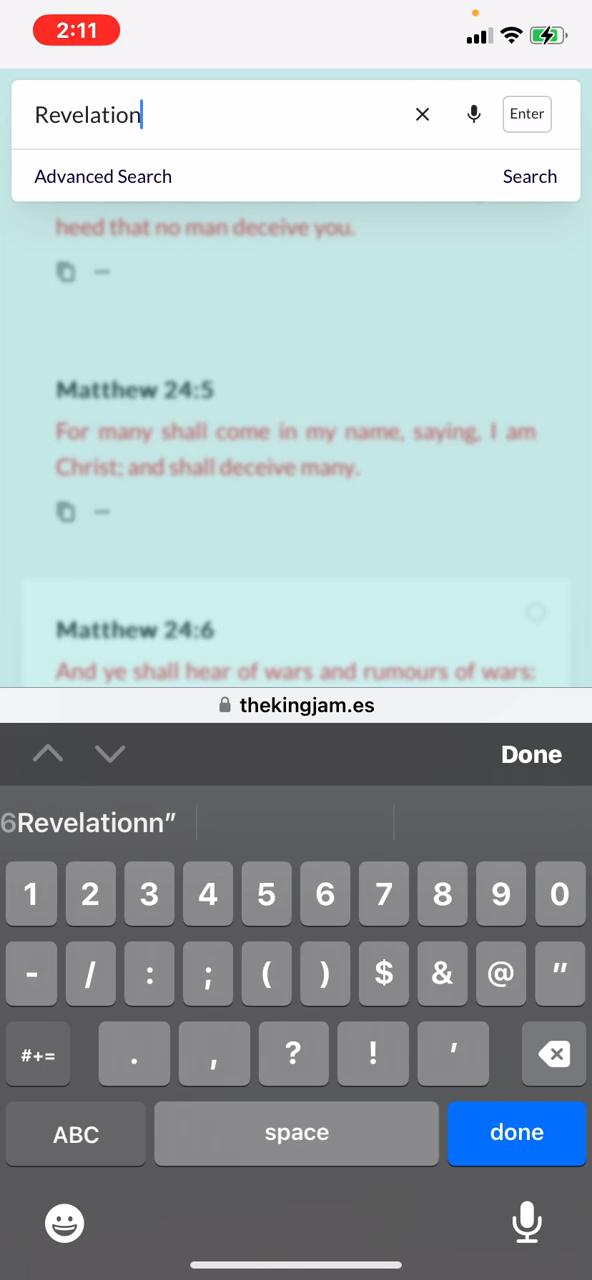 2:11
Revelation
Enter
Advanced Search
Search
heed that no man deceive you.
Matthew 24:5
For many shall come in my name, saying, I am
Christ; and shall deceive many.
Matthew 24:6
And ye shall hear of wars and rumours of wars:
thekingjam.es
Done
6Revelationn”
1 2 3 4 5 6 7 8 9 0
- / : ; ( ) $ & @ "
#+= . , ? ! '
ABC space done